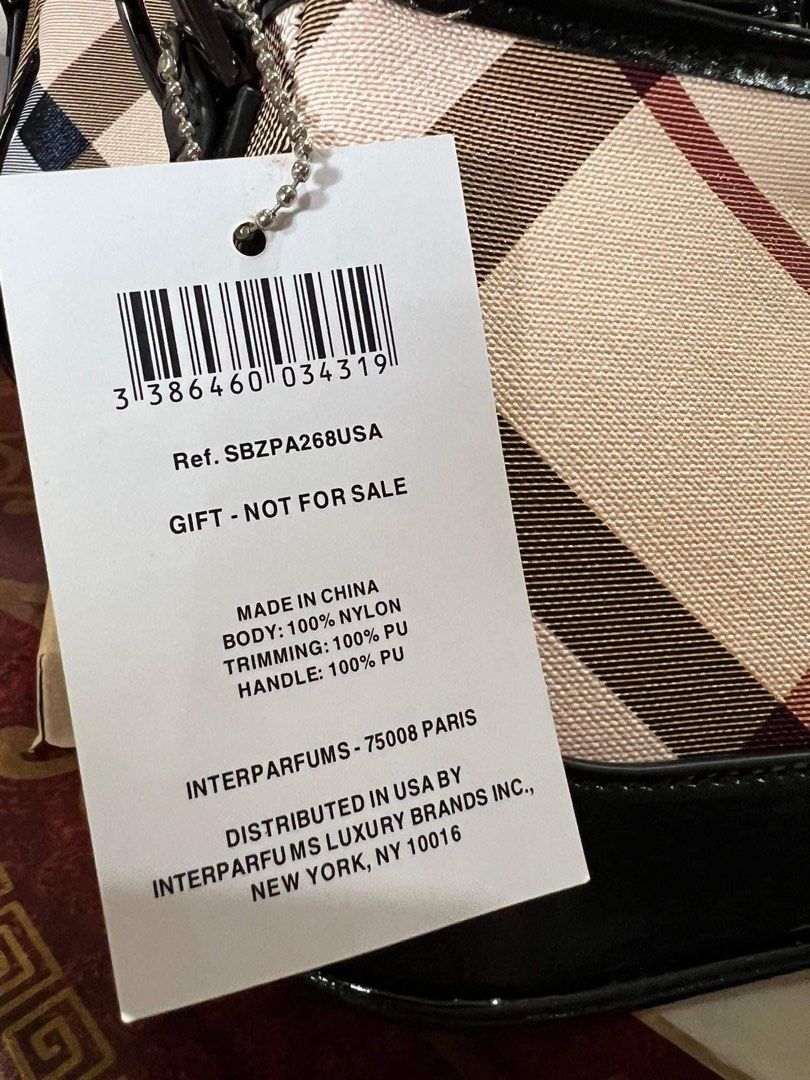 3 386460 034319
Ref. SBZPA268USA
GIFT - NOT FOR SALE
MADE IN CHINA
BODY: 100% NYLON
TRIMMING: 100% PU
HANDLE: 100% PU
INTERPARFUMS - 75008 PARIS
DISTRIBUTED IN USA BY
INTERPARFUMS LUXURY BRANDS INC.,
NEW YORK, NY 10016